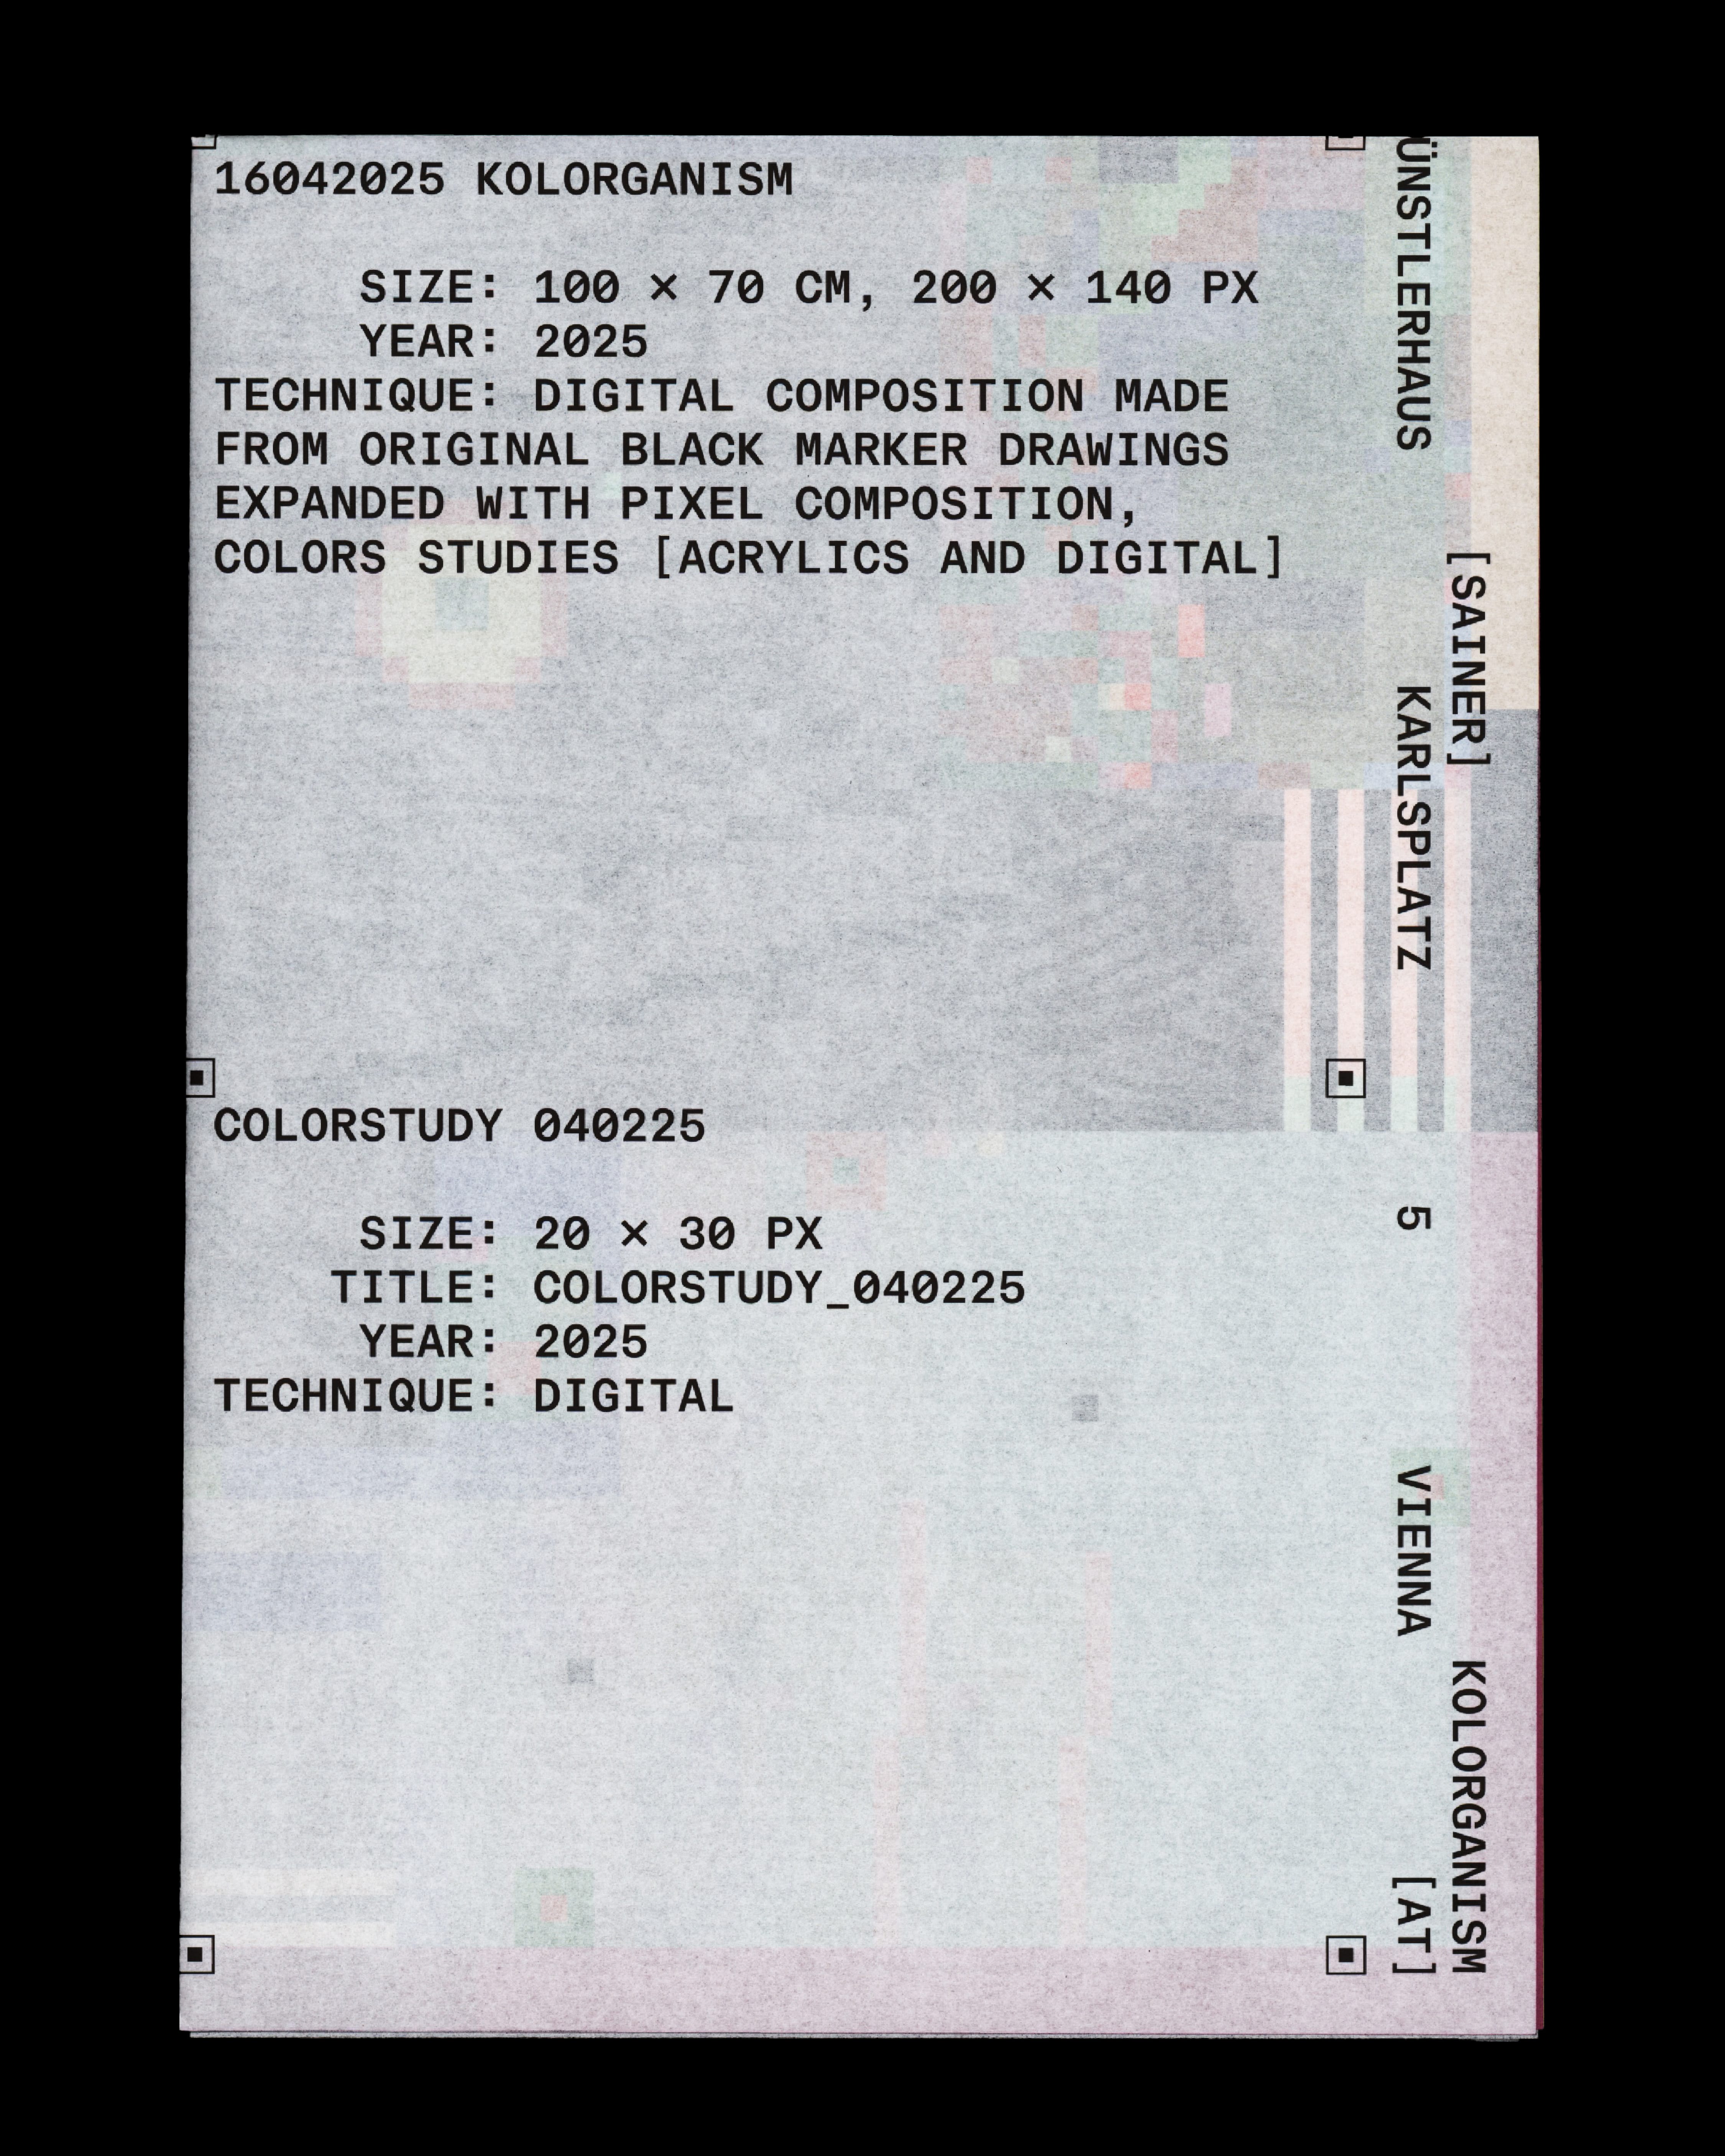 16042025 KOLORGANISM
SIZE: 100 × 70 CM, 200 × 140 PX
YEAR: 2025
TECHNIQUE: DIGITAL COMPOSITION MADE
FROM ORIGINAL BLACK MARKER DRAWINGS
EXPANDED WITH PIXEL COMPOSITION,
COLORS STUDIES [ACRYLICS AND DIGITAL]
COLORSTUDY 040225
SIZE: 20 × 30 PX
TITLE: COLORSTUDY_040225
YEAR: 2025
TECHNIQUE: DIGITAL
[SAINER] KOLORGANISM
ÜNSTLERHAUS KARLSPLATZ 5 VIENNA [AT]